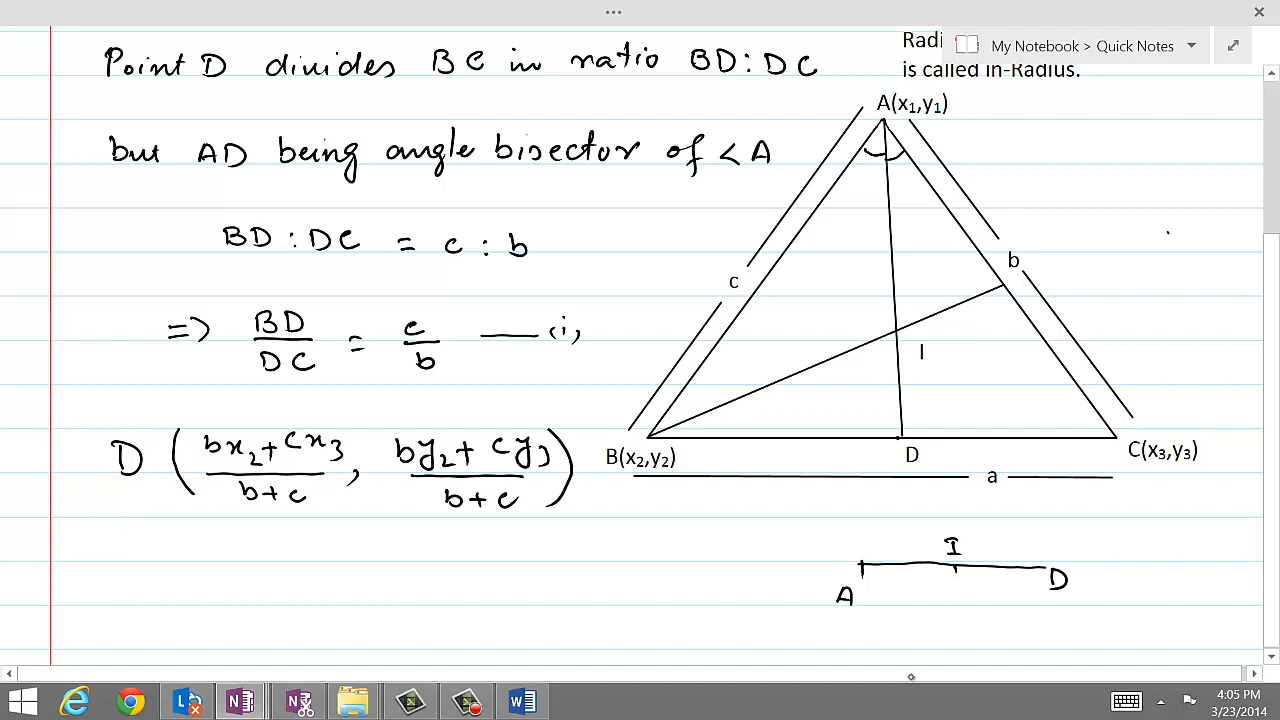 My Notebook > Quick Notes
Radi
is called In-Radius.
Point D divides BC in ratio BD:DC
but AD being angle bisector of <A
BD : DC = c : b
=> BD/DC = c/b — (i)
D ( bx₂+cx₃/b+c , by₂+cy₃/b+c )
A(x₁,y₁)
c
b
I
B(x₂,y₂)
D
C(x₃,y₃)
a
I
A
D
4:05 PM
3/23/2014